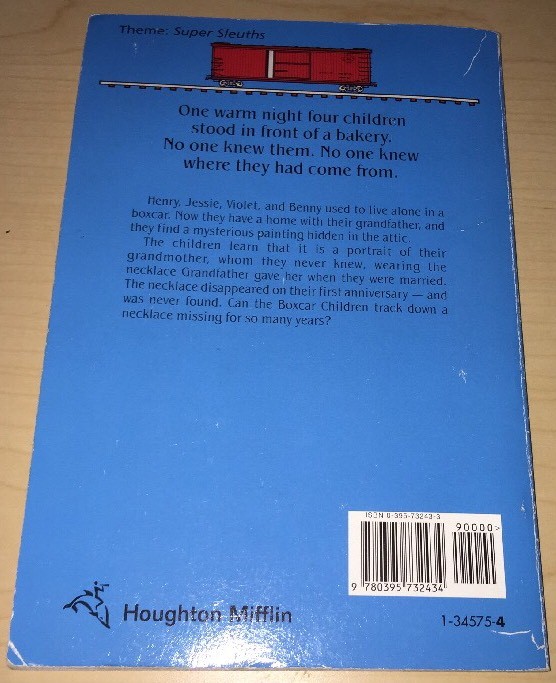 Theme: Super Sleuths
One warm night four children
stood in front of a bakery.
No one knew them. No one knew
where they had come from.
Henry, Jessie, Violet, and Benny used to live alone in a
boxcar. Now they have a home with their grandfather, and
they find a mysterious painting hidden in the attic.
The children learn that it is a portrait of their
grandmother, whom they never knew, wearing the
necklace Grandfather gave her when they were married.
The necklace disappeared on their first anniversary — and
was never found. Can the Boxcar Children track down a
necklace missing for so many years?
ISBN 0-395-73243-3
90000>
9 780395 732434
Houghton Mifflin
1-34575-4